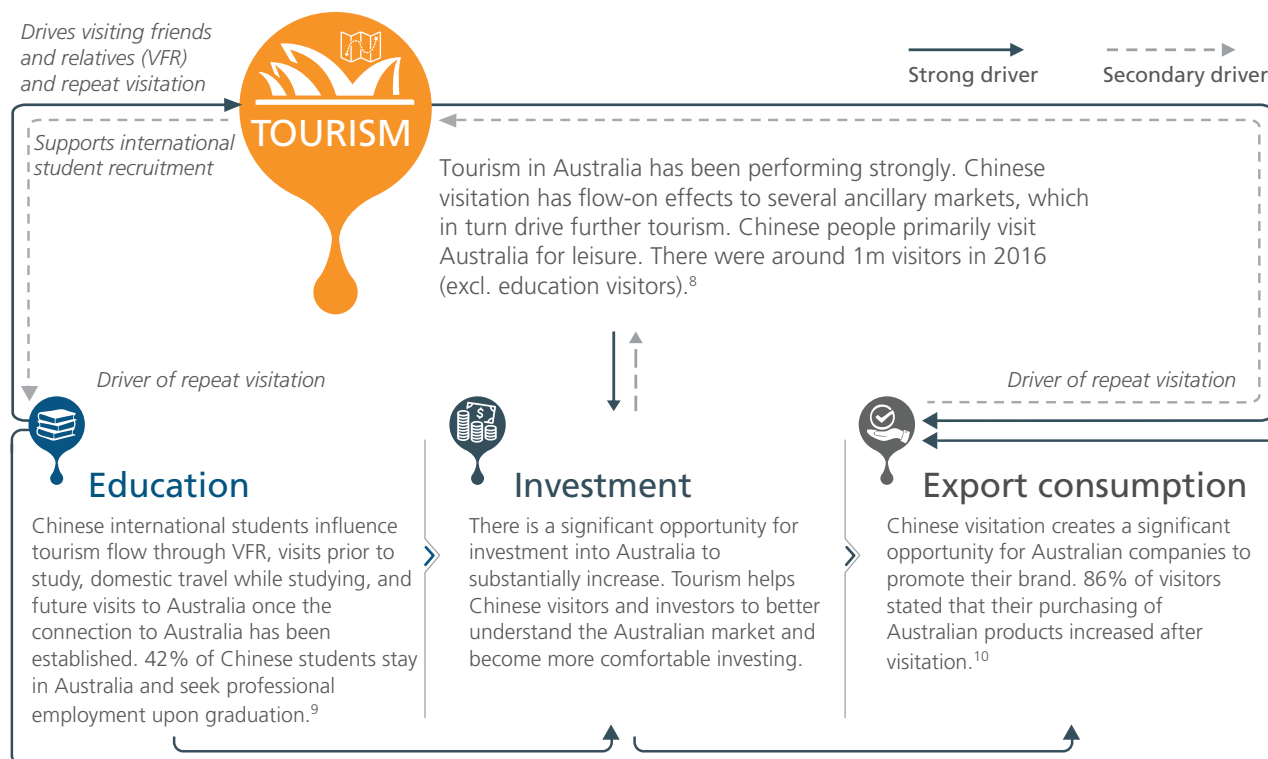 Drives visiting friends
and relatives (VFR)
and repeat visitation
Strong driver
Secondary driver
TOURISM
Supports international
student recruitment
Tourism in Australia has been performing strongly. Chinese
visitation has flow-on effects to several ancillary markets, which
in turn drive further tourism. Chinese people primarily visit
Australia for leisure. There were around 1m visitors in 2016
(excl. education visitors).8
Driver of repeat visitation
Driver of repeat visitation
$
Education
Chinese international students influence
tourism flow through VFR, visits prior to
study, domestic travel while studying, and
future visits to Australia once the
connection to Australia has been
established. 42% of Chinese students stay
in Australia and seek professional
employment upon graduation.9
Investment
There is a significant opportunity for
investment into Australia to
substantially increase. Tourism helps
Chinese visitors and investors to better
understand the Australian market and
become more comfortable investing.
Export consumption
Chinese visitation creates a significant
opportunity for Australian companies to
promote their brand. 86% of visitors
stated that their purchasing of
Australian products increased after
visitation.10